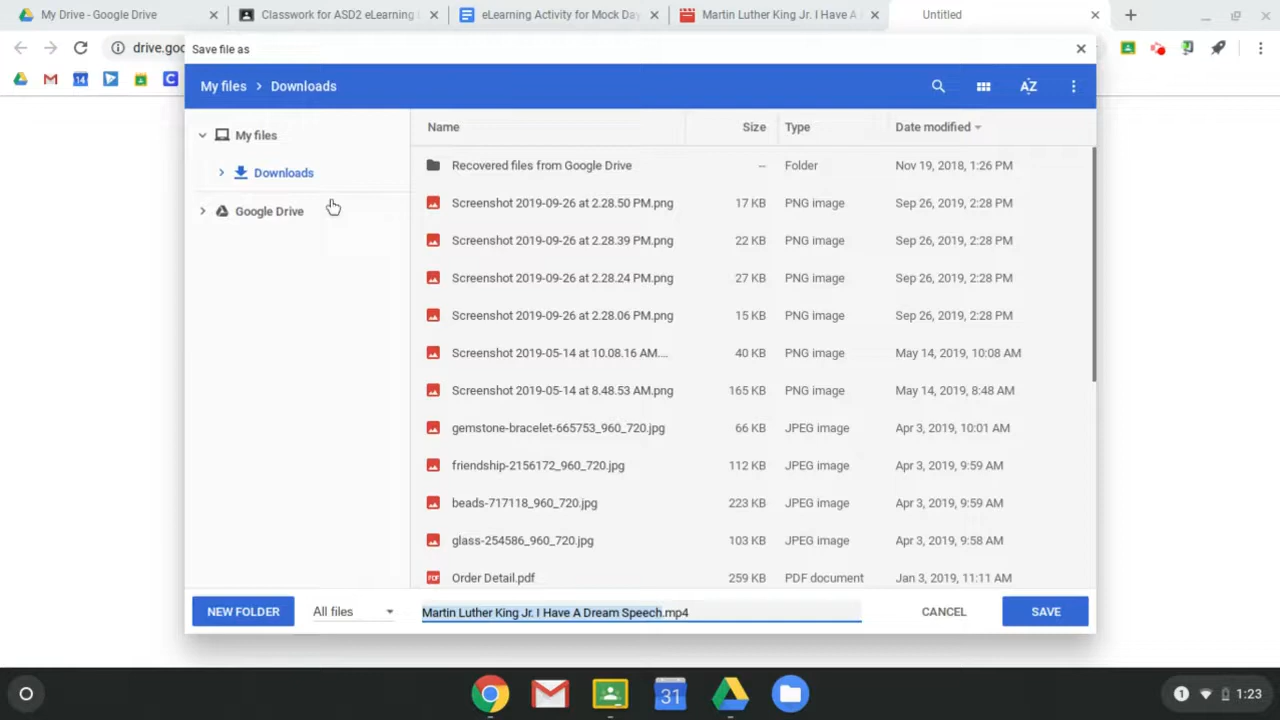 My Drive - Google Drive
Classwork for ASD2 eLearning
eLearning Activity for Mock Day
Martin Luther King Jr. I Have A
Untitled
drive.goo
Save file as
14
C
My files > Downloads
AZ
My files
Downloads
Google Drive
Name Size Type Date modified
Recovered files from Google Drive -- Folder Nov 19, 2018, 1:26 PM
Screenshot 2019-09-26 at 2.28.50 PM.png 17 KB PNG image Sep 26, 2019, 2:28 PM
Screenshot 2019-09-26 at 2.28.39 PM.png 22 KB PNG image Sep 26, 2019, 2:28 PM
Screenshot 2019-09-26 at 2.28.24 PM.png 27 KB PNG image Sep 26, 2019, 2:28 PM
Screenshot 2019-09-26 at 2.28.06 PM.png 15 KB PNG image Sep 26, 2019, 2:28 PM
Screenshot 2019-05-14 at 10.08.16 AM.... 40 KB PNG image May 14, 2019, 10:08 AM
Screenshot 2019-05-14 at 8.48.53 AM.png 165 KB PNG image May 14, 2019, 8:48 AM
gemstone-bracelet-665753_960_720.jpg 66 KB JPEG image Apr 3, 2019, 10:01 AM
friendship-2156172_960_720.jpg 112 KB JPEG image Apr 3, 2019, 9:59 AM
beads-717118_960_720.jpg 223 KB JPEG image Apr 3, 2019, 9:59 AM
glass-254586_960_720.jpg 103 KB JPEG image Apr 3, 2019, 9:58 AM
PDF Order Detail.pdf 259 KB PDF document Jan 3, 2019, 11:11 AM
NEW FOLDER All files Martin Luther King Jr. I Have A Dream Speech.mp4 CANCEL SAVE
31
1 1:23